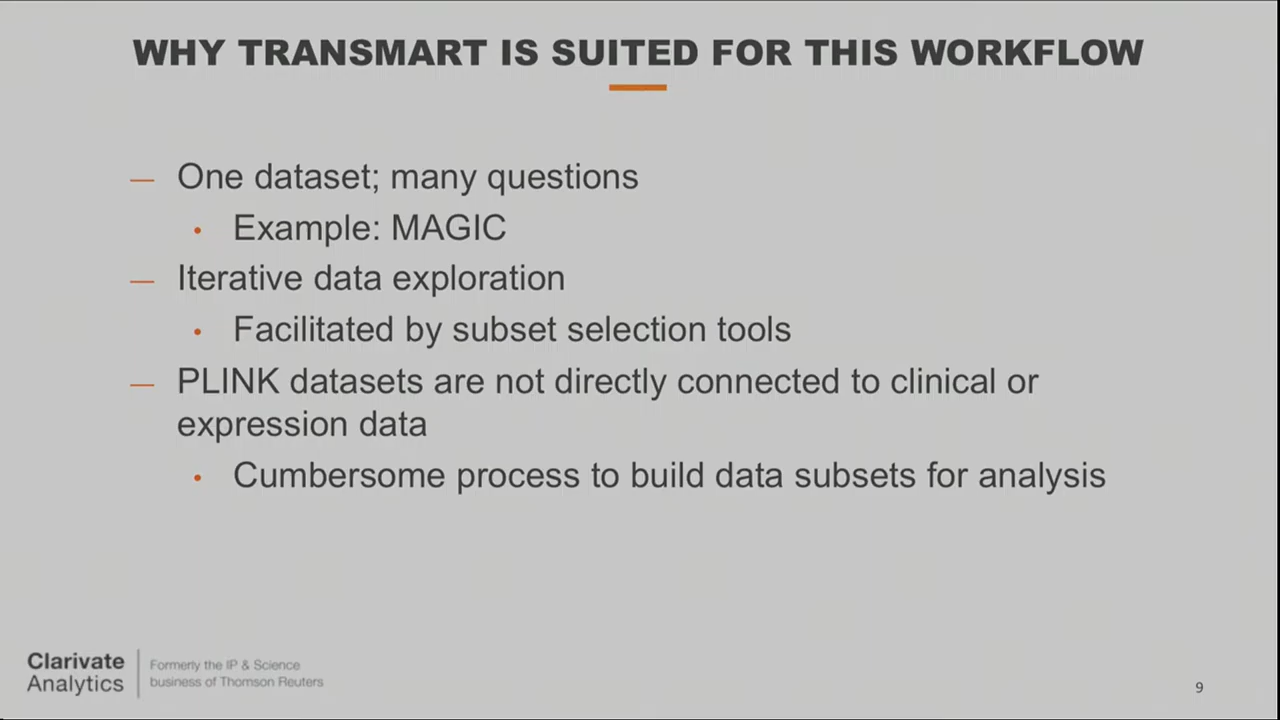 WHY TRANSMART IS SUITED FOR THIS WORKFLOW
— One dataset; many questions
• Example: MAGIC
— Iterative data exploration
• Facilitated by subset selection tools
— PLINK datasets are not directly connected to clinical or
expression data
• Cumbersome process to build data subsets for analysis
Clarivate
Analytics
Formerly the IP & Science
business of Thomson Reuters
9